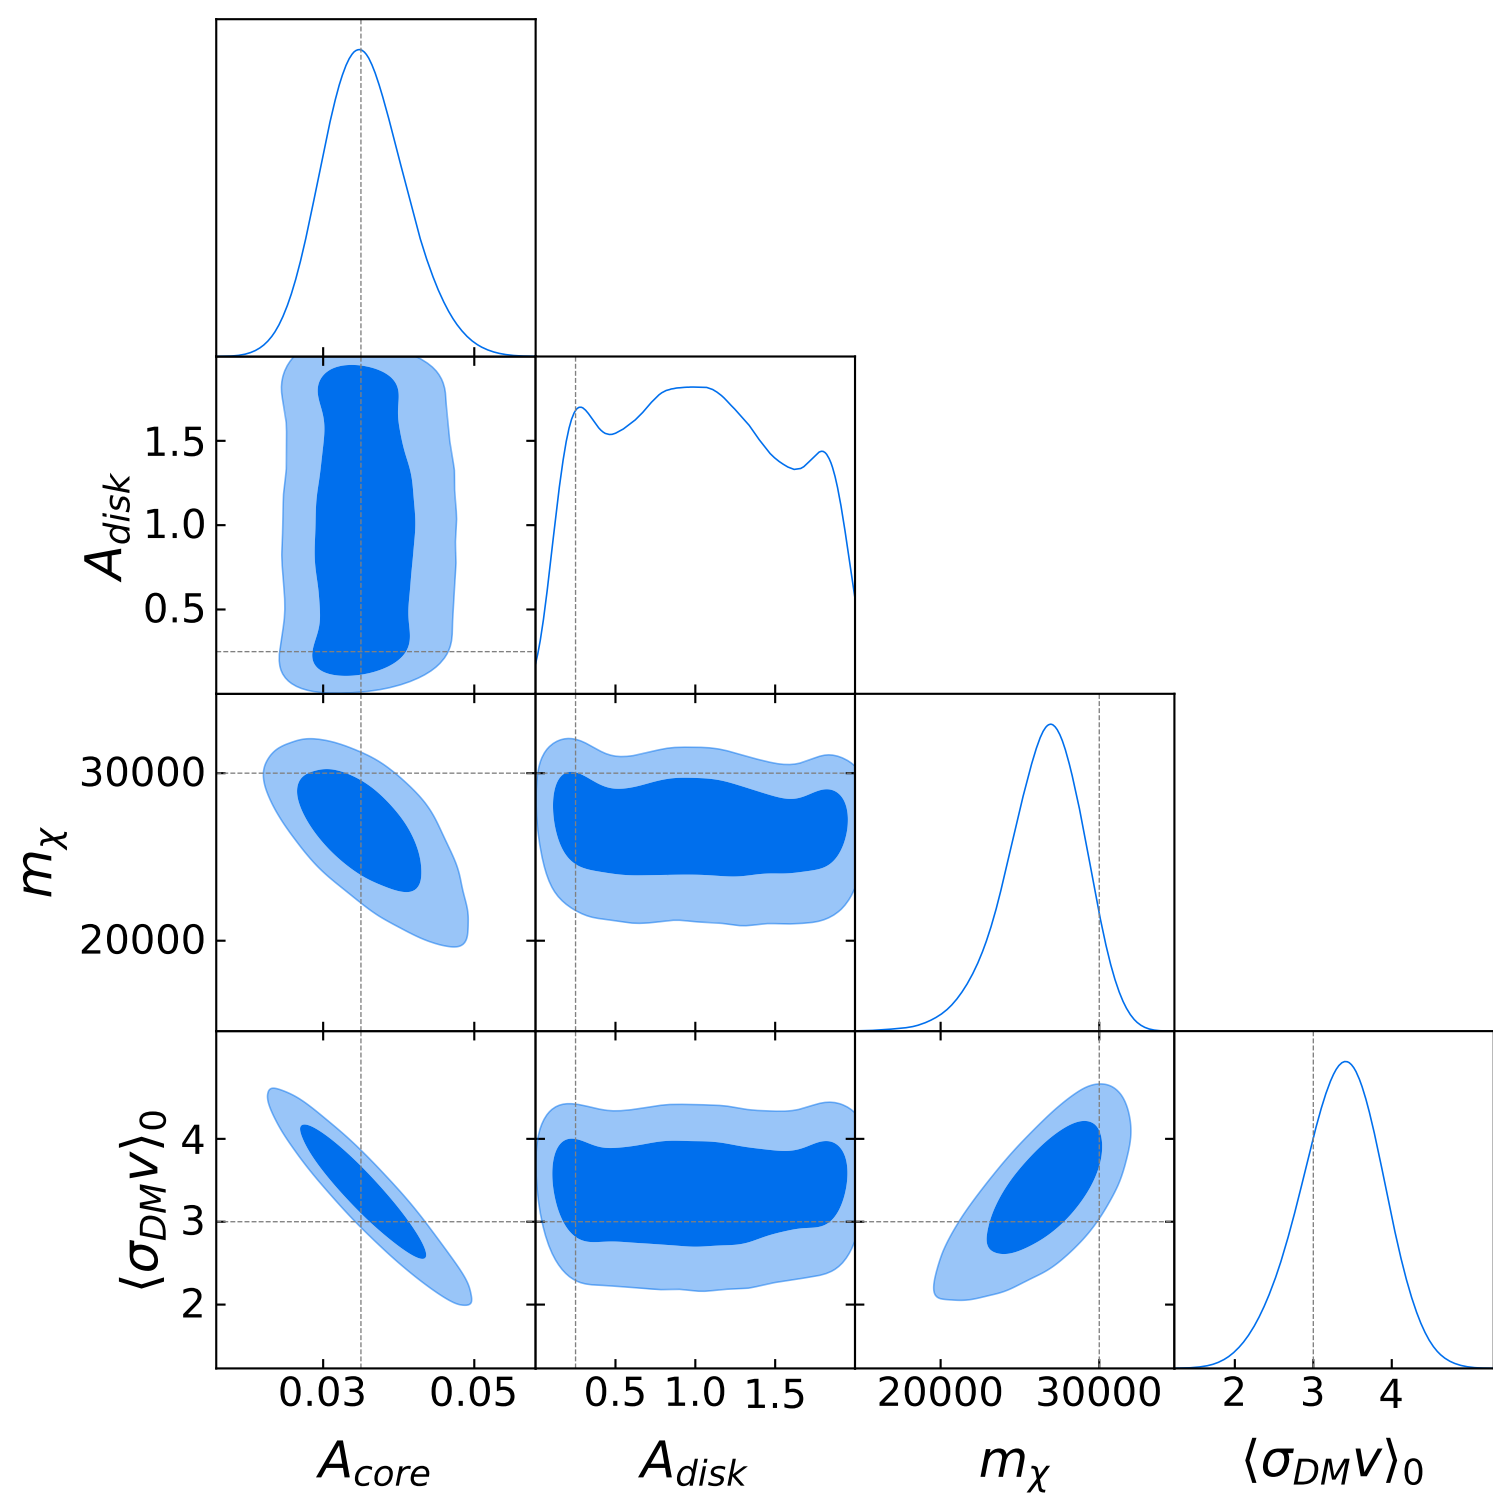 A_disk
1.5
1.0
0.5
m_χ
30000
20000
⟨σ_DM v⟩_0
4
3
2
0.03 0.05 0.5 1.0 1.5 20000 30000 2 3 4
A_core A_disk m_χ ⟨σ_DM v⟩_0